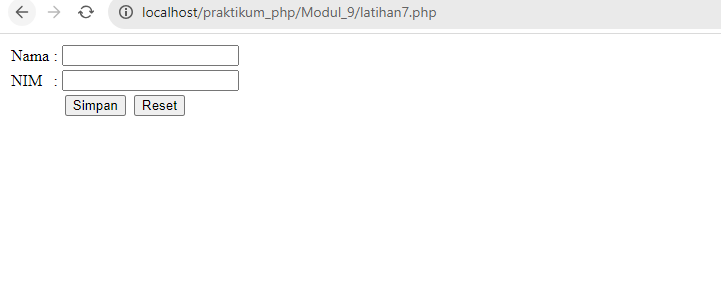 localhost/praktikum_php/Modul_9/latihan7.php
Nama :
NIM :
Simpan Reset